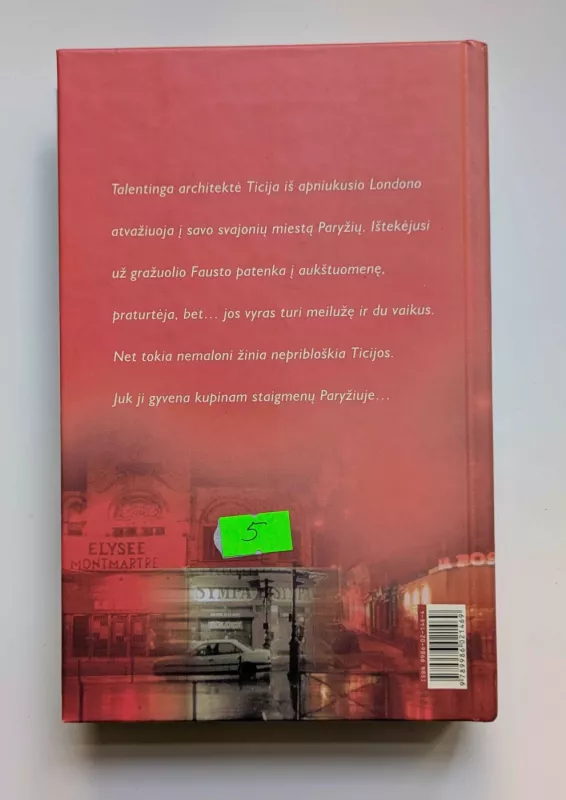 Talentinga architektė Ticija iš apniukusio Londono
atvažiuoja į savo svajonių miestą Paryžių. Ištekėjusi
už gražuolio Fausto patenka į aukštuomenę,
praturtėja, bet... jos vyras turi meilužę ir du vaikus.
Net tokia nemaloni žinia nepribloškia Ticijos.
Juk ji gyvena kupinam staigmenų Paryžiuje...
5
ELYSEE
MONTMARTRE
SYMPA
9789986021469